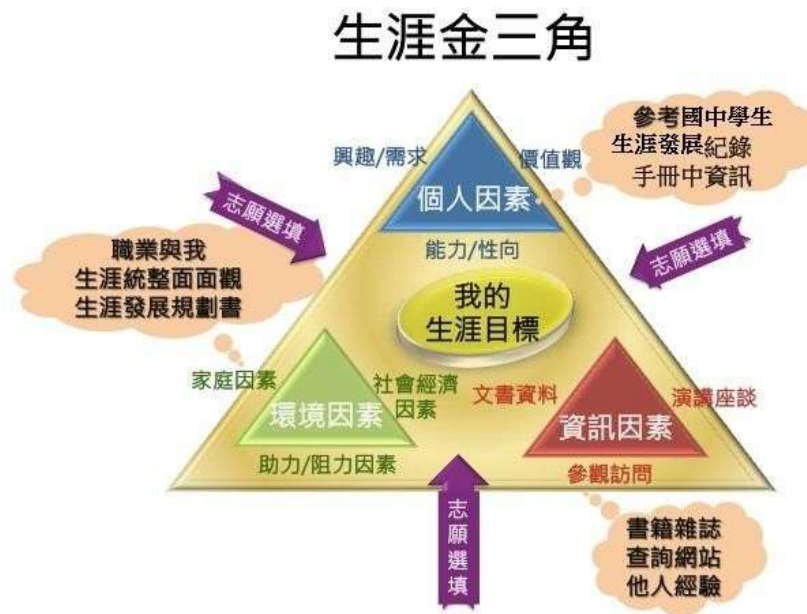 生涯金三角
參考國中學生
生涯發展紀錄
手冊中資訊
興趣/需求
價值觀
個人因素
能力/性向
志願選填
志願選填
職業與我
生涯統整面面觀
生涯發展規劃書
我的
生涯目標
家庭因素
社會經濟
因素
環境因素
助力/阻力因素
文書資料
演講座談
資訊因素
參觀訪問
志願選填
書籍雜誌
查詢網站
他人經驗